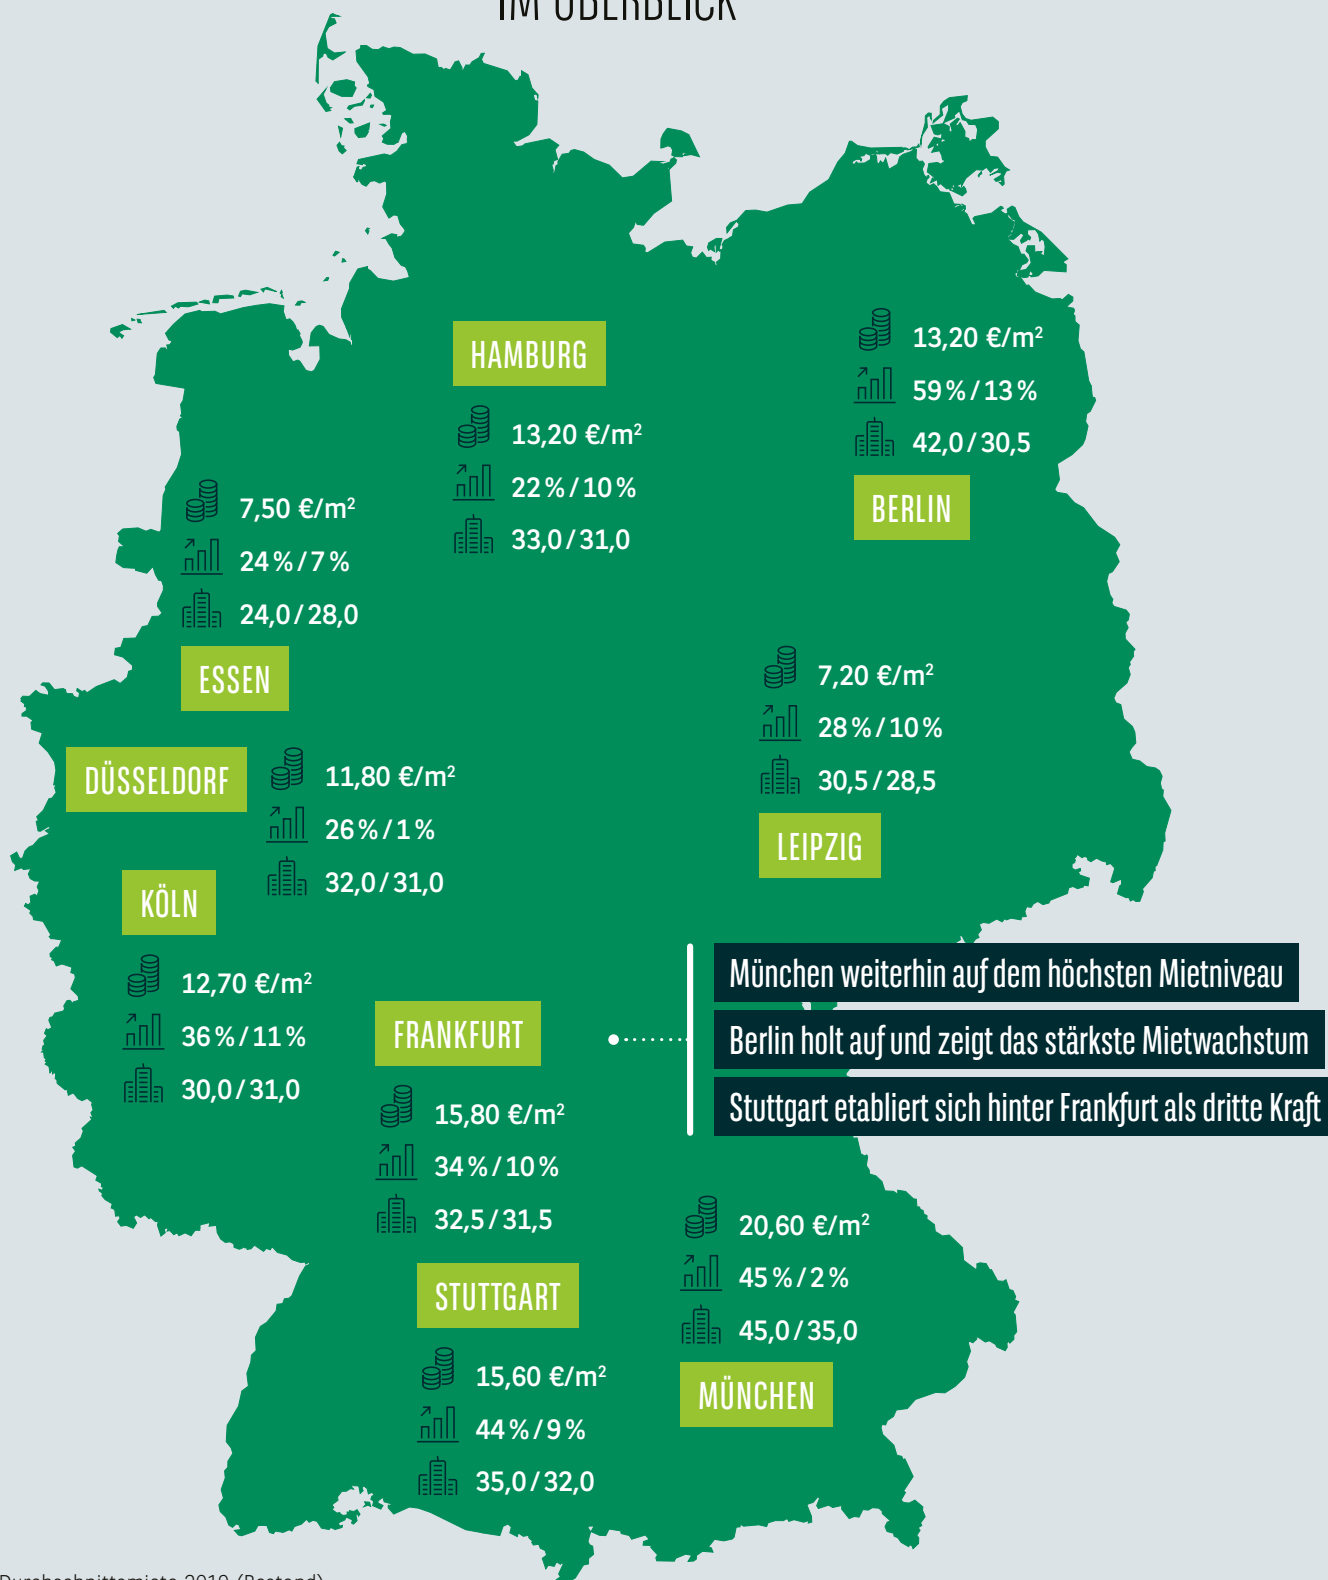 IM ÜBERBLICK
HAMBURG
13,20 €/m²
22 % / 10 %
33,0 / 31,0
13,20 €/m²
59 % / 13 %
42,0 / 30,5
BERLIN
7,50 €/m²
24 % / 7 %
24,0 / 28,0
ESSEN
7,20 €/m²
28 % / 10 %
30,5 / 28,5
LEIPZIG
DÜSSELDORF
11,80 €/m²
26 % / 1 %
32,0 / 31,0
KÖLN
12,70 €/m²
36 % / 11 %
30,0 / 31,0
FRANKFURT
15,80 €/m²
34 % / 10 %
32,5 / 31,5
München weiterhin auf dem höchsten Mietniveau
Berlin holt auf und zeigt das stärkste Mietwachstum
Stuttgart etabliert sich hinter Frankfurt als dritte Kraft
STUTTGART
15,60 €/m²
44 % / 9 %
35,0 / 32,0
20,60 €/m²
45 % / 2 %
45,0 / 35,0
MÜNCHEN
Durchschnittsmiete 2019 (Bestand)